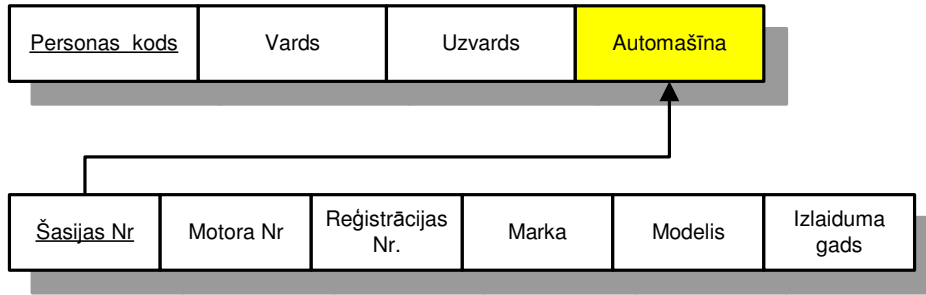 Personas kods
Vards
Uzvards
Automašīna
Šasijas Nr
Motora Nr
Reģistrācijas
Nr.
Marka
Modelis
Izlaiduma
gads